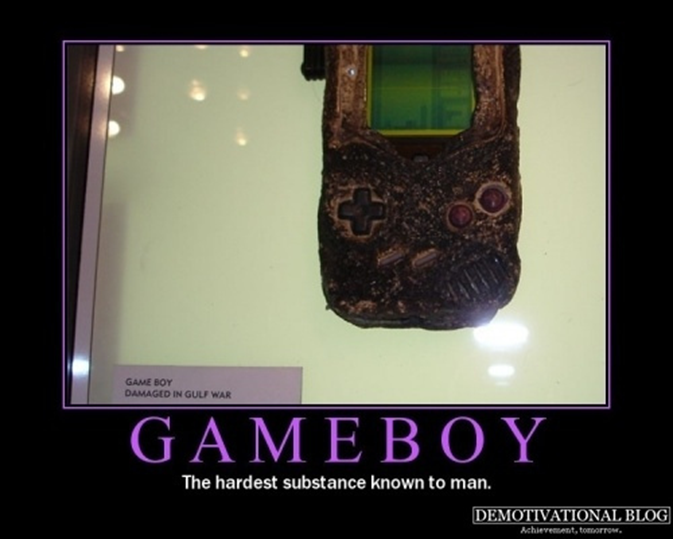 GAME BOY
DAMAGED IN GULF WAR
GAMEBOY
The hardest substance known to man.
DEMOTIVATIONAL BLOG
Achievement, tomorrow.